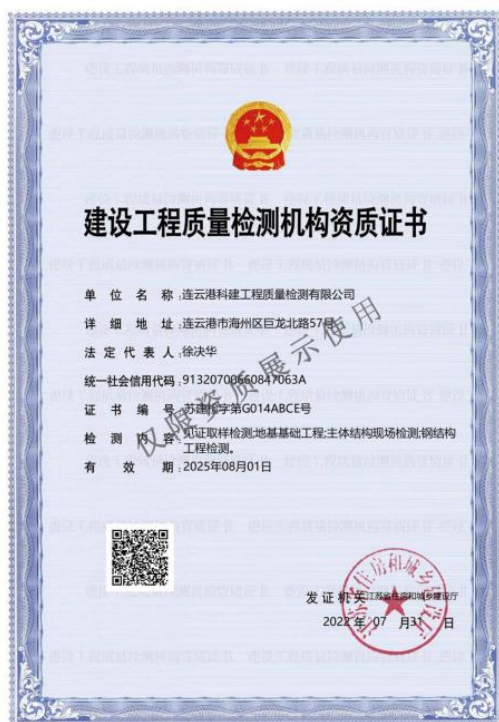 建设工程质量检测机构资质证书
单位名称:连云港科建工程质量检测有限公司
详细地址:连云港市海州区巨龙北路57号
法定代表人:徐决华
统一社会信用代码:91320700660847063A
证书编号:苏建检字第G014ABCE号
检测内容:见证取样检测;地基基础工程;主体结构现场检测;钢结构
工程检测。
有效期:2025年08月01日
仅限资质展示使用
发证机关:江苏省住房和城乡建设厅
2022年07月31日